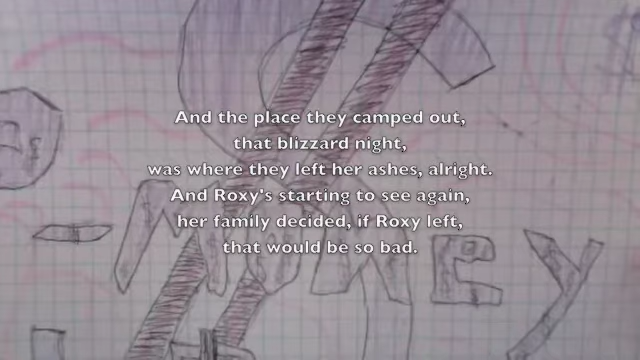 And the place they camped out,
that blizzard night,
was where they left her ashes, alright.
And Roxy's starting to see again,
her family decided, if Roxy left,
that would be so bad.
-MONEY